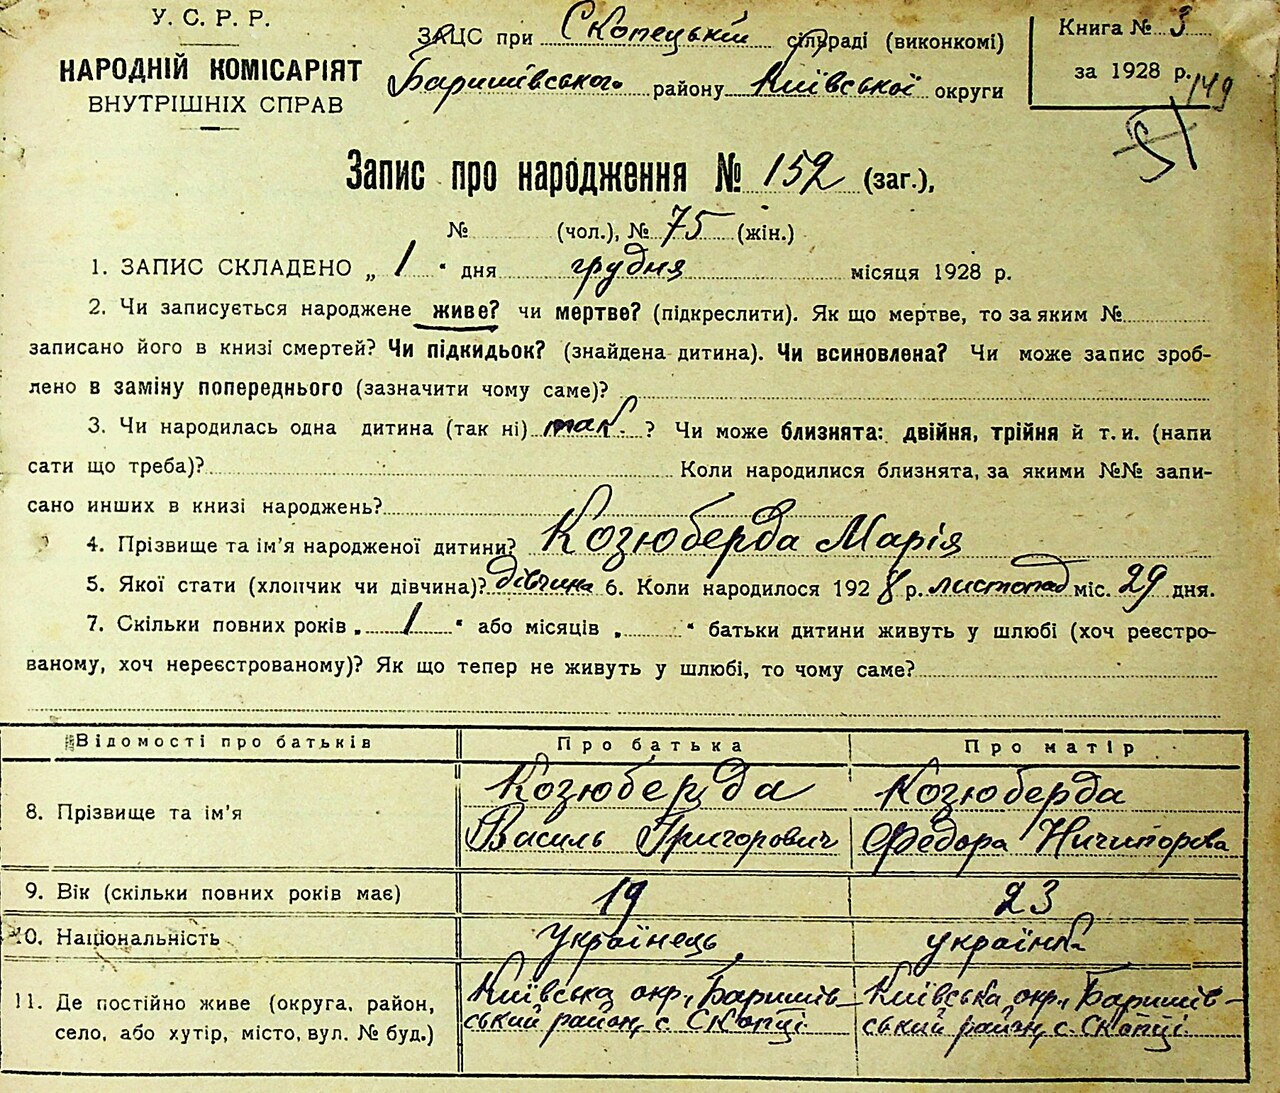 У. С. Р. Р.
НАРОДНІЙ КОМІСАРІЯТ
ВНУТРІШНІХ СПРАВ
ЗАЦС при Скопецькій сільраді (виконкомі)
Баришівського району Київської округи
Книга № 3
за 1928 р.
149
51
Запис про народження № 152 (заг.),
№ (чол.), № 75 (жін.)
1. ЗАПИС СКЛАДЕНО „ 1 “ дня грудня місяця 1928 р.
2. Чи записується народжене живе? чи мертве? (підкреслити). Як що мертве, то за яким №
записано його в книзі смертей? Чи підкидьок? (знайдена дитина). Чи всиновлена? Чи може запис зроб-
лено в заміну попереднього (зазначити чому саме)?
3. Чи народилась одна дитина (так ні) так. ? Чи може близнята: двійня, трійня й т. и. (напи
сати що треба)? Коли народилися близнята, за якими №№ запи-
сано инших в книзі народжень?
4. Прізвище та ім'я народженої дитини? Козюберда Марія
5. Якої стати (хлопчик чи дівчина)? дівчина 6. Коли народилося 1928 р. листопад міс. 29 дня.
7. Скільки повних років „ 1 “ або місяців „ “ батьки дитини живуть у шлюбі (хоч реєстро-
ваному, хоч нереєстрованому)? Як що тепер не живуть у шлюбі, то чому саме?
Відомості про батьків Про батька Про матір
8. Прізвище та ім'я Козюберда Василь Григорович Козюберда Федора Ничипорова
9. Вік (скільки повних років має) 19 23
10. Національність Українець українка
11. Де постійно живе (округа, район, Київська окр., Баришів- Київська окр., Баришів-
село, або хутір, місто, вул. № буд.) ський район, с. Скопці ський район, с. Скопці